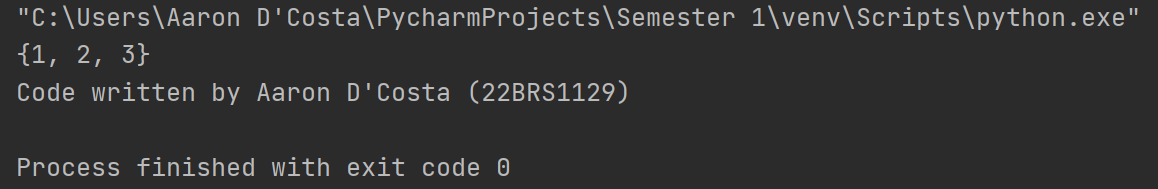 "C:\Users\Aaron D'Costa\PycharmProjects\Semester 1\venv\Scripts\python.exe"
{1, 2, 3}
Code written by Aaron D'Costa (22BRS1129)
Process finished with exit code 0